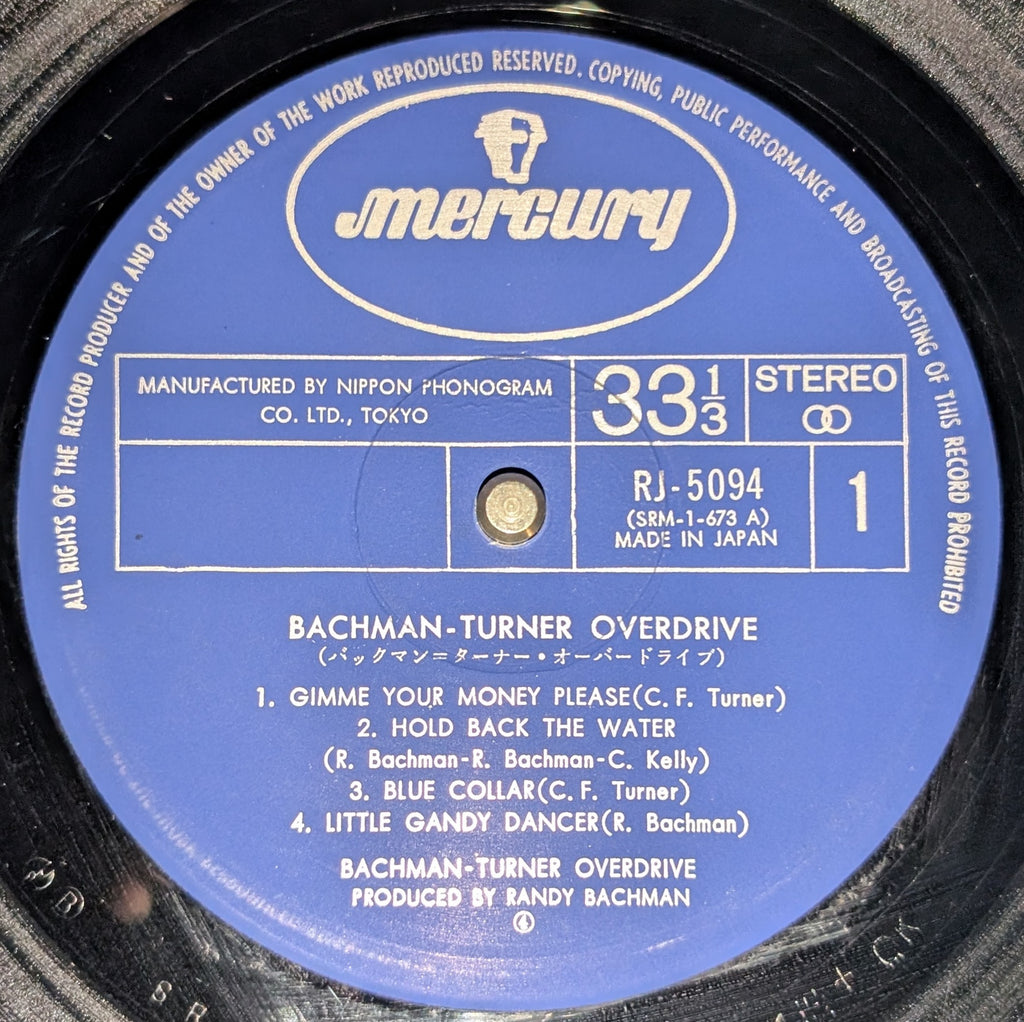 ALL RIGHTS OF THE RECORD PRODUCER AND OF THE OWNER OF THE WORK REPRODUCED RESERVED. COPYING, PUBLIC PERFORMANCE AND BROADCASTING OF THIS RECORD PROHIBITED
mercury
MANUFACTURED BY NIPPON PHONOGRAM
CO. LTD., TOKYO
33 1/3
STEREO
RJ-5094
(SRM-1-673 A)
MADE IN JAPAN
1
BACHMAN-TURNER OVERDRIVE
(バックマン=ターナー・オーバードライブ)
1. GIMME YOUR MONEY PLEASE(C. F. Turner)
2. HOLD BACK THE WATER
(R. Bachman-R. Bachman-C. Kelly)
3. BLUE COLLAR(C. F. Turner)
4. LITTLE GANDY DANCER(R. Bachman)
BACHMAN-TURNER OVERDRIVE
PRODUCED BY RANDY BACHMAN